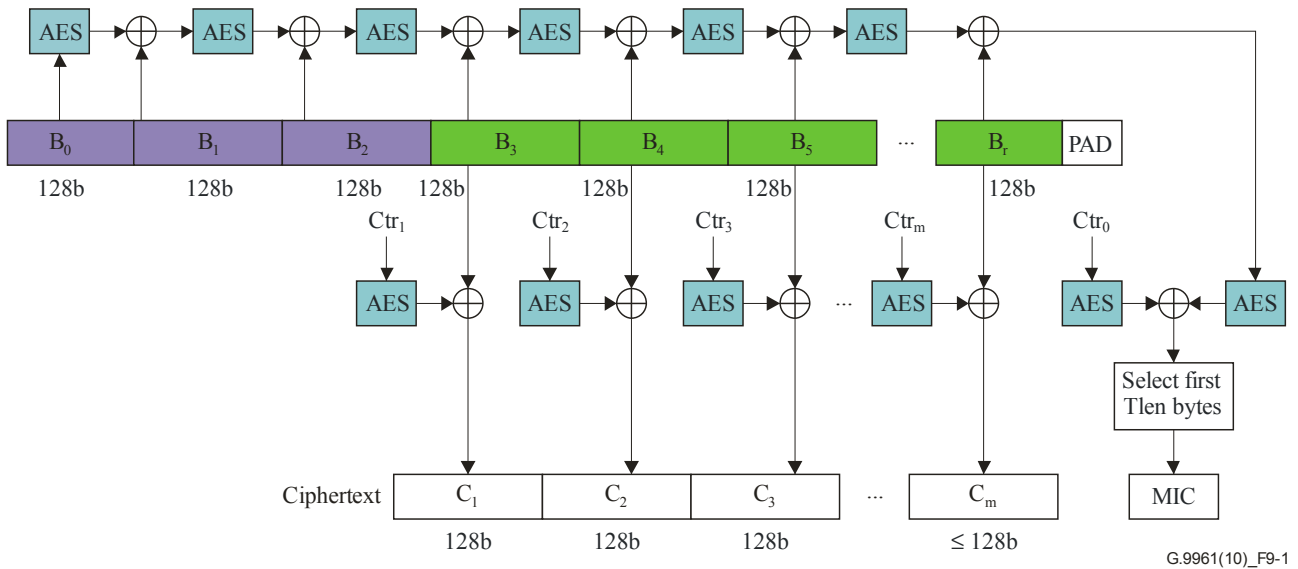 AES AES AES AES AES AES
B₀ B₁ B₂ B₃ B₄ B₅ ... Bᵣ PAD
128b 128b 128b 128b 128b 128b 128b
Ctr₁ Ctr₂ Ctr₃ Ctrₘ Ctr₀
AES AES AES ... AES AES AES
Select first
Tlen bytes
Ciphertext C₁ C₂ C₃ ... Cₘ MIC
128b 128b 128b ≤ 128b
G.9961(10)_F9-1